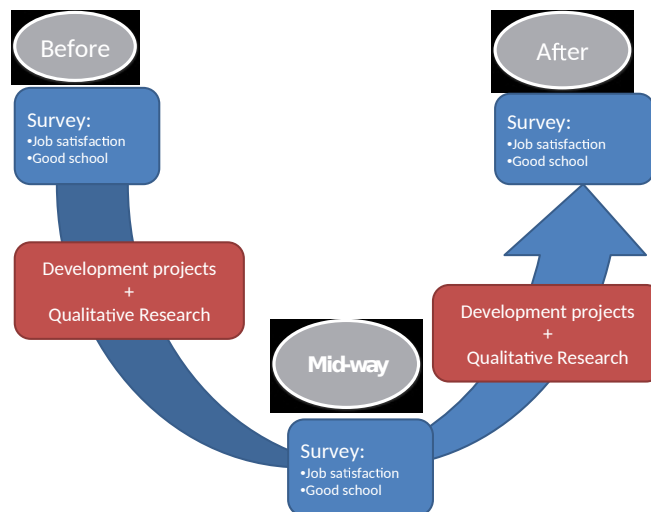 Before
Survey:
•Job satisfaction
•Good school
Development projects
+
Qualitative Research
Mid-way
Survey:
•Job satisfaction
•Good school
Development projects
+
Qualitative Research
After
Survey:
•Job satisfaction
•Good school